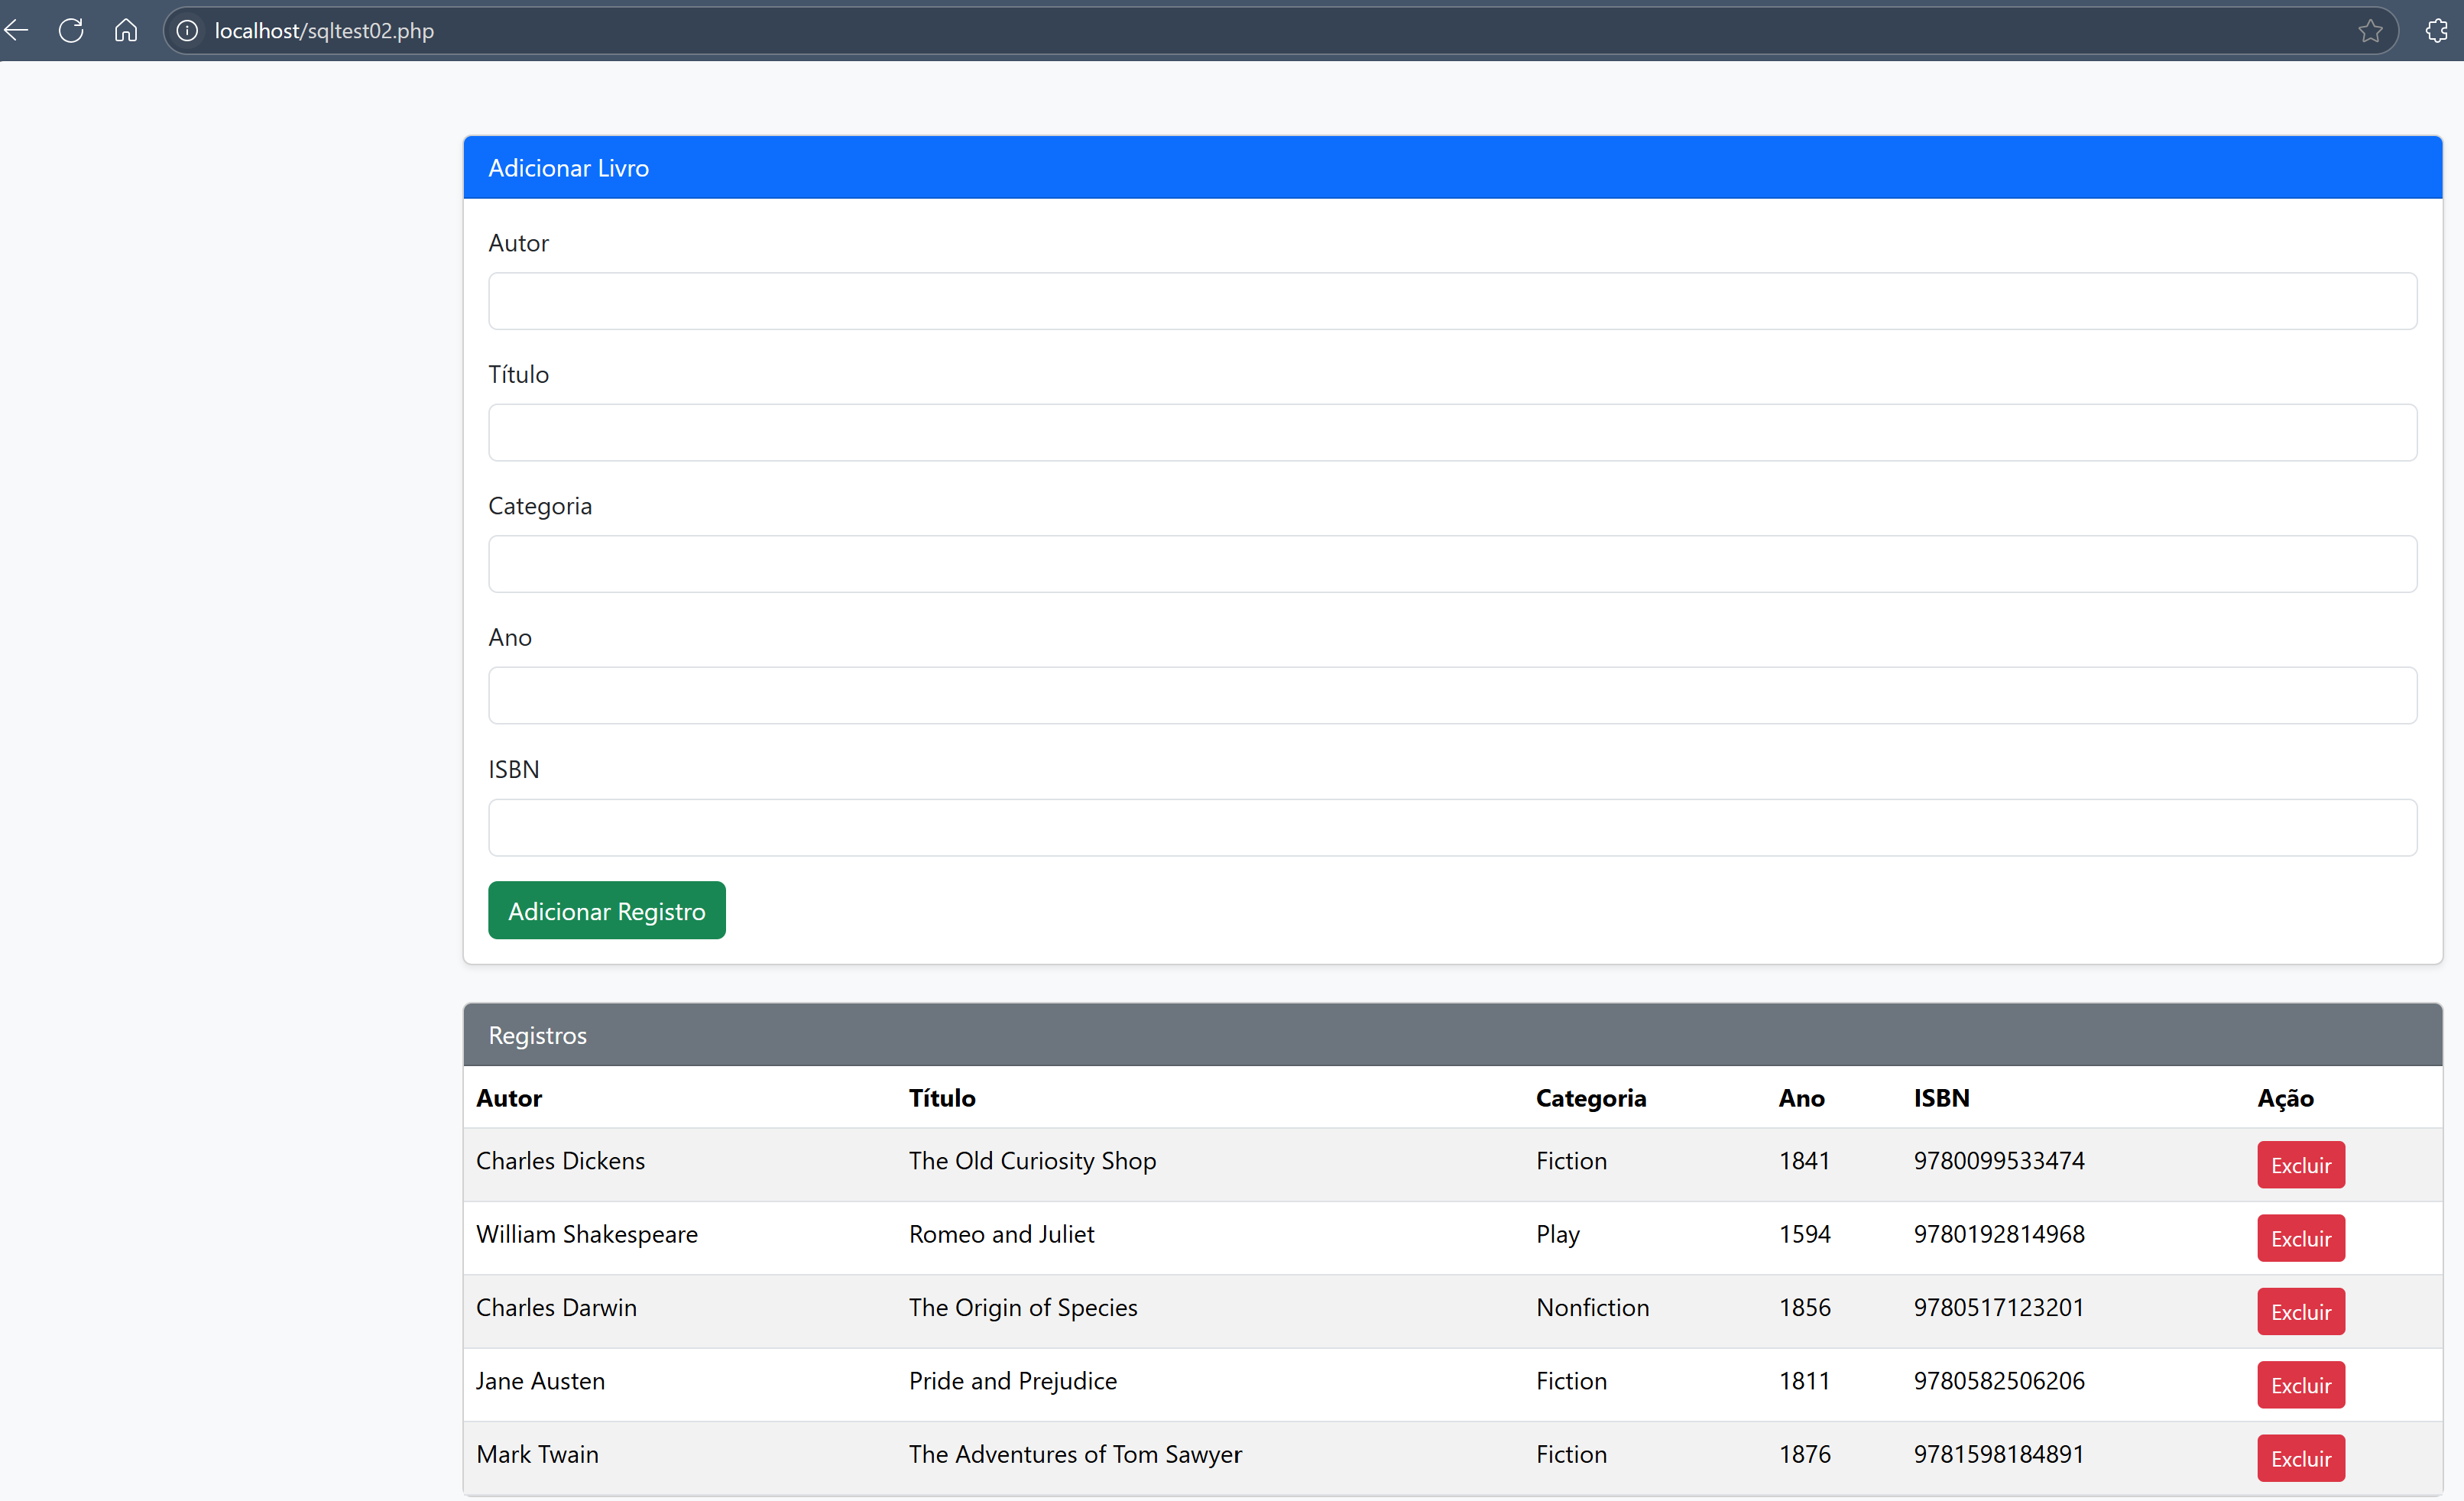 localhost/sqltest02.php
Adicionar Livro
Autor
Título
Categoria
Ano
ISBN
Adicionar Registro
Registros
Autor Título Categoria Ano ISBN Ação
Charles Dickens The Old Curiosity Shop Fiction 1841 9780099533474 Excluir
William Shakespeare Romeo and Juliet Play 1594 9780192814968 Excluir
Charles Darwin The Origin of Species Nonfiction 1856 9780517123201 Excluir
Jane Austen Pride and Prejudice Fiction 1811 9780582506206 Excluir
Mark Twain The Adventures of Tom Sawyer Fiction 1876 9781598184891 Excluir